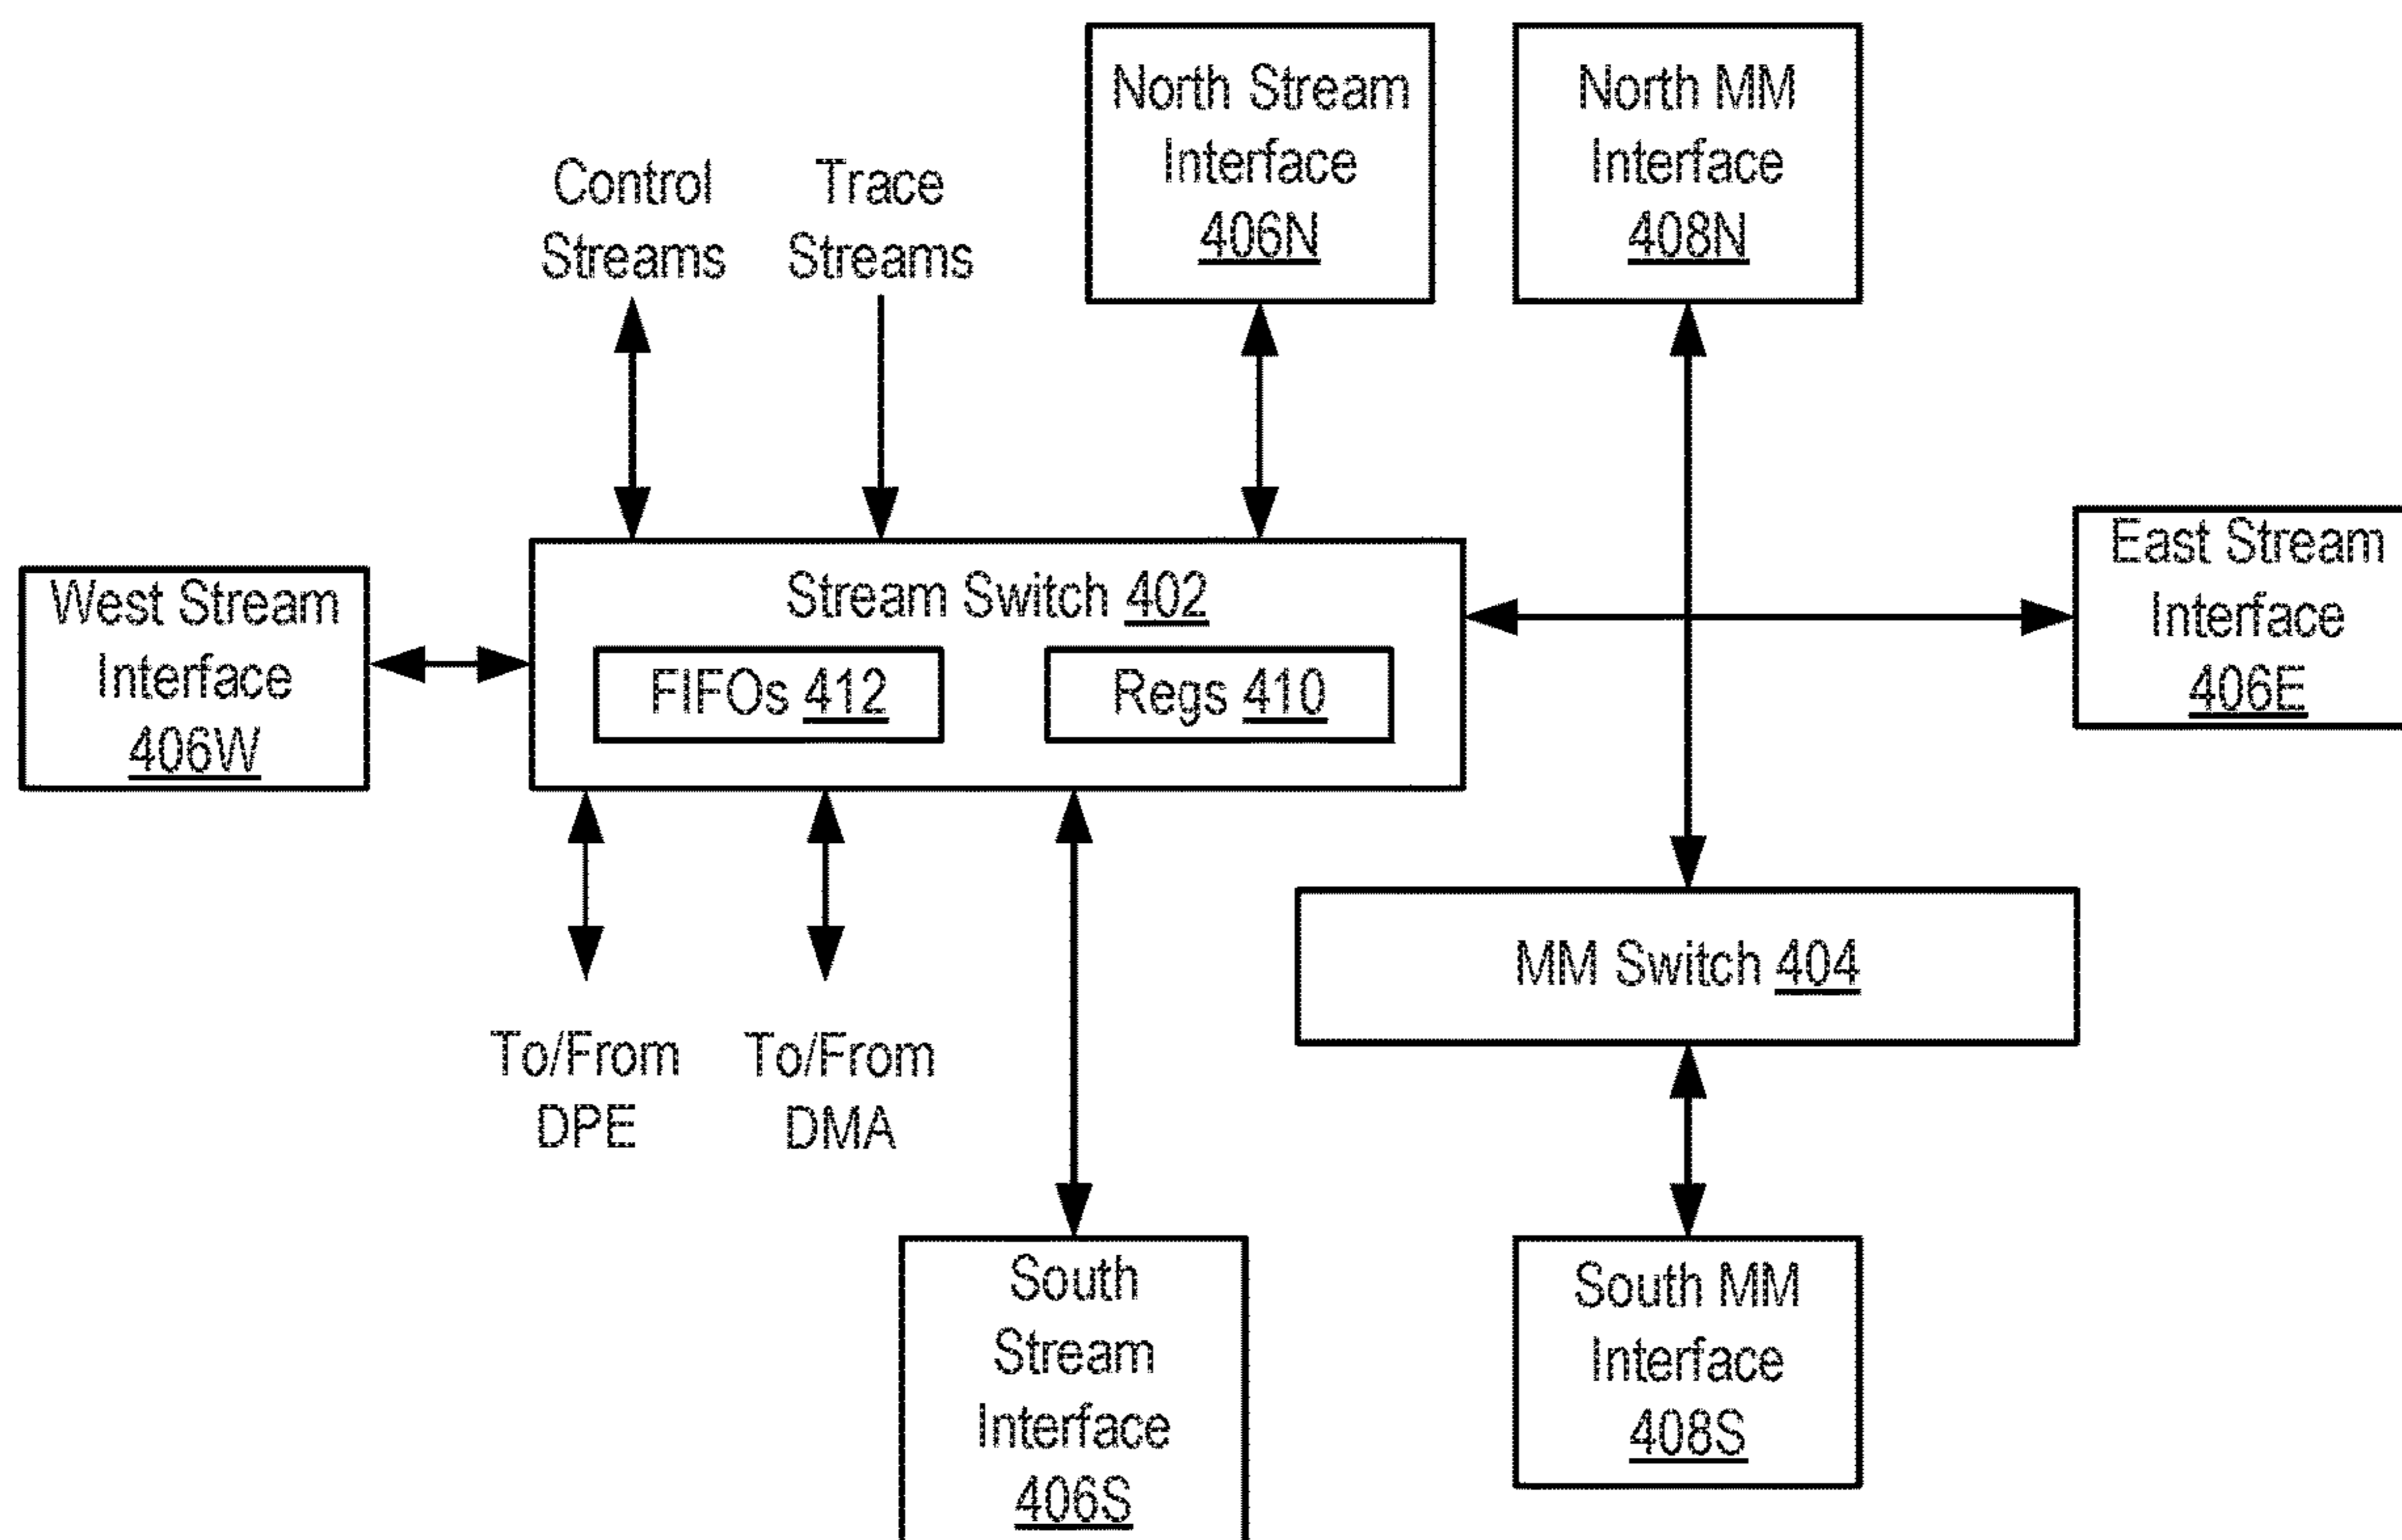 North Stream
Interface
406N
North MM
Interface
408N
Control
Streams
Trace
Streams
West Stream
Interface
406W
Stream Switch 402
FIFOs 412
Regs 410
East Stream
Interface
406E
MM Switch 404
To/From
DPE
To/From
DMA
South
Stream
Interface
406S
South MM
Interface
408S